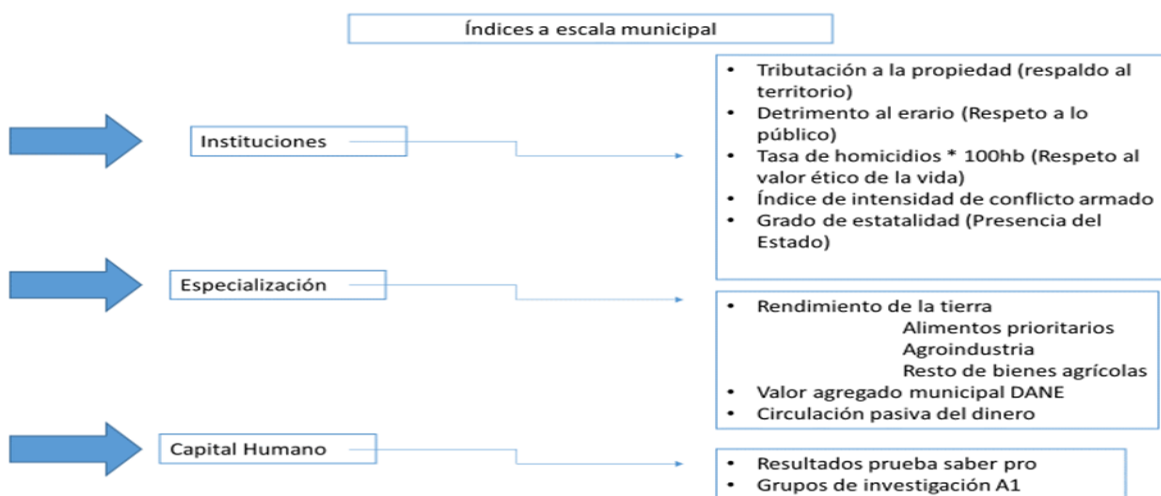 Índices a escala municipal
Instituciones
• Tributación a la propiedad (respaldo al
territorio)
• Detrimento al erario (Respeto a lo
público)
• Tasa de homicidios * 100hb (Respeto al
valor ético de la vida)
• Índice de intensidad de conflicto armado
• Grado de estatalidad (Presencia del
Estado)
Especialización
• Rendimiento de la tierra
Alimentos prioritarios
Agroindustria
Resto de bienes agrícolas
• Valor agregado municipal DANE
• Circulación pasiva del dinero
Capital Humano
• Resultados prueba saber pro
• Grupos de investigación A1